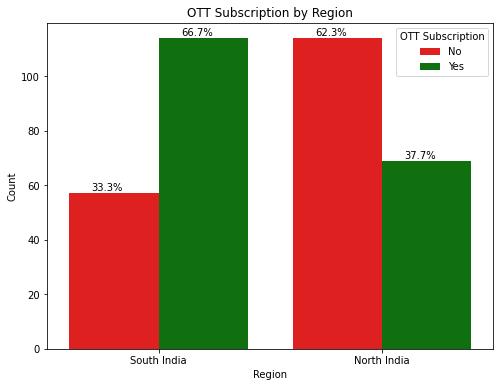 OTT Subscription by Region
OTT Subscription
No
Yes
66.7%
62.3%
33.3%
37.7%
Count
100
80
60
40
20
0
South India
North India
Region